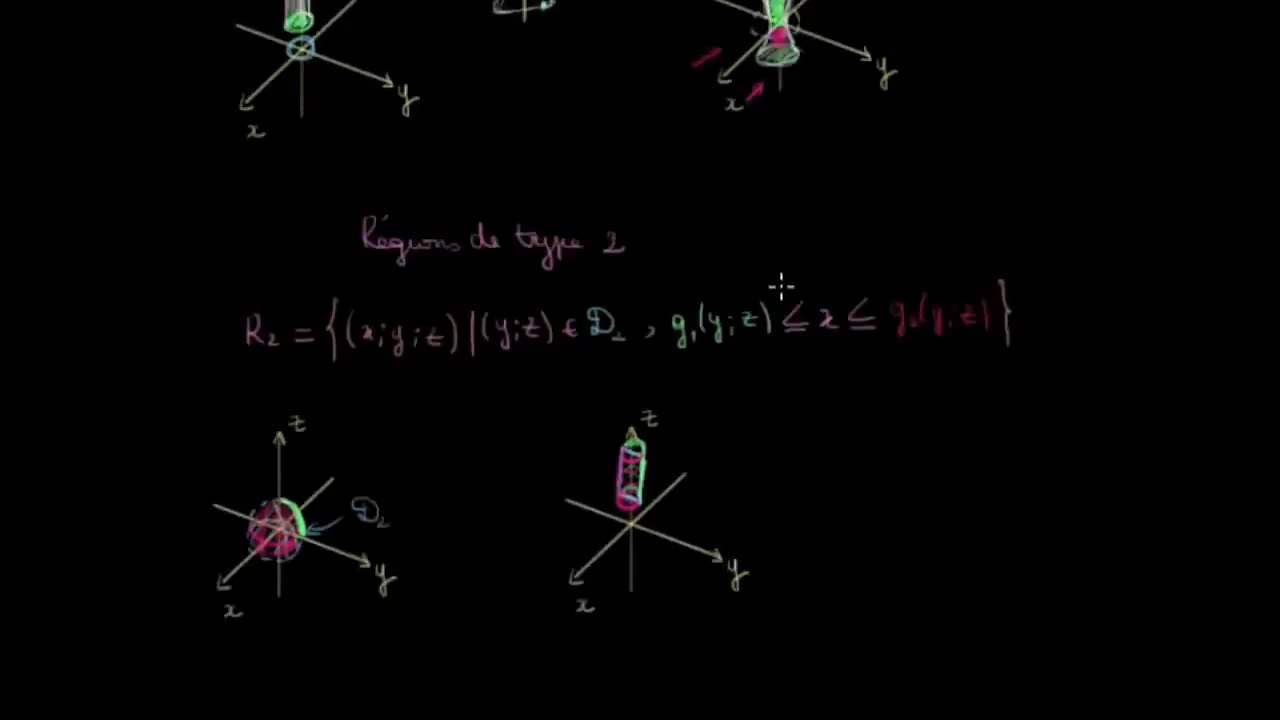 y
x
y
x
Régions de type 2
R₂ = {(x;y;z) | (y;z) ∈ D₂ , g₁(y;z) ≤ x ≤ g₂(y;z)}
z
D₂
y
x
z
y
x